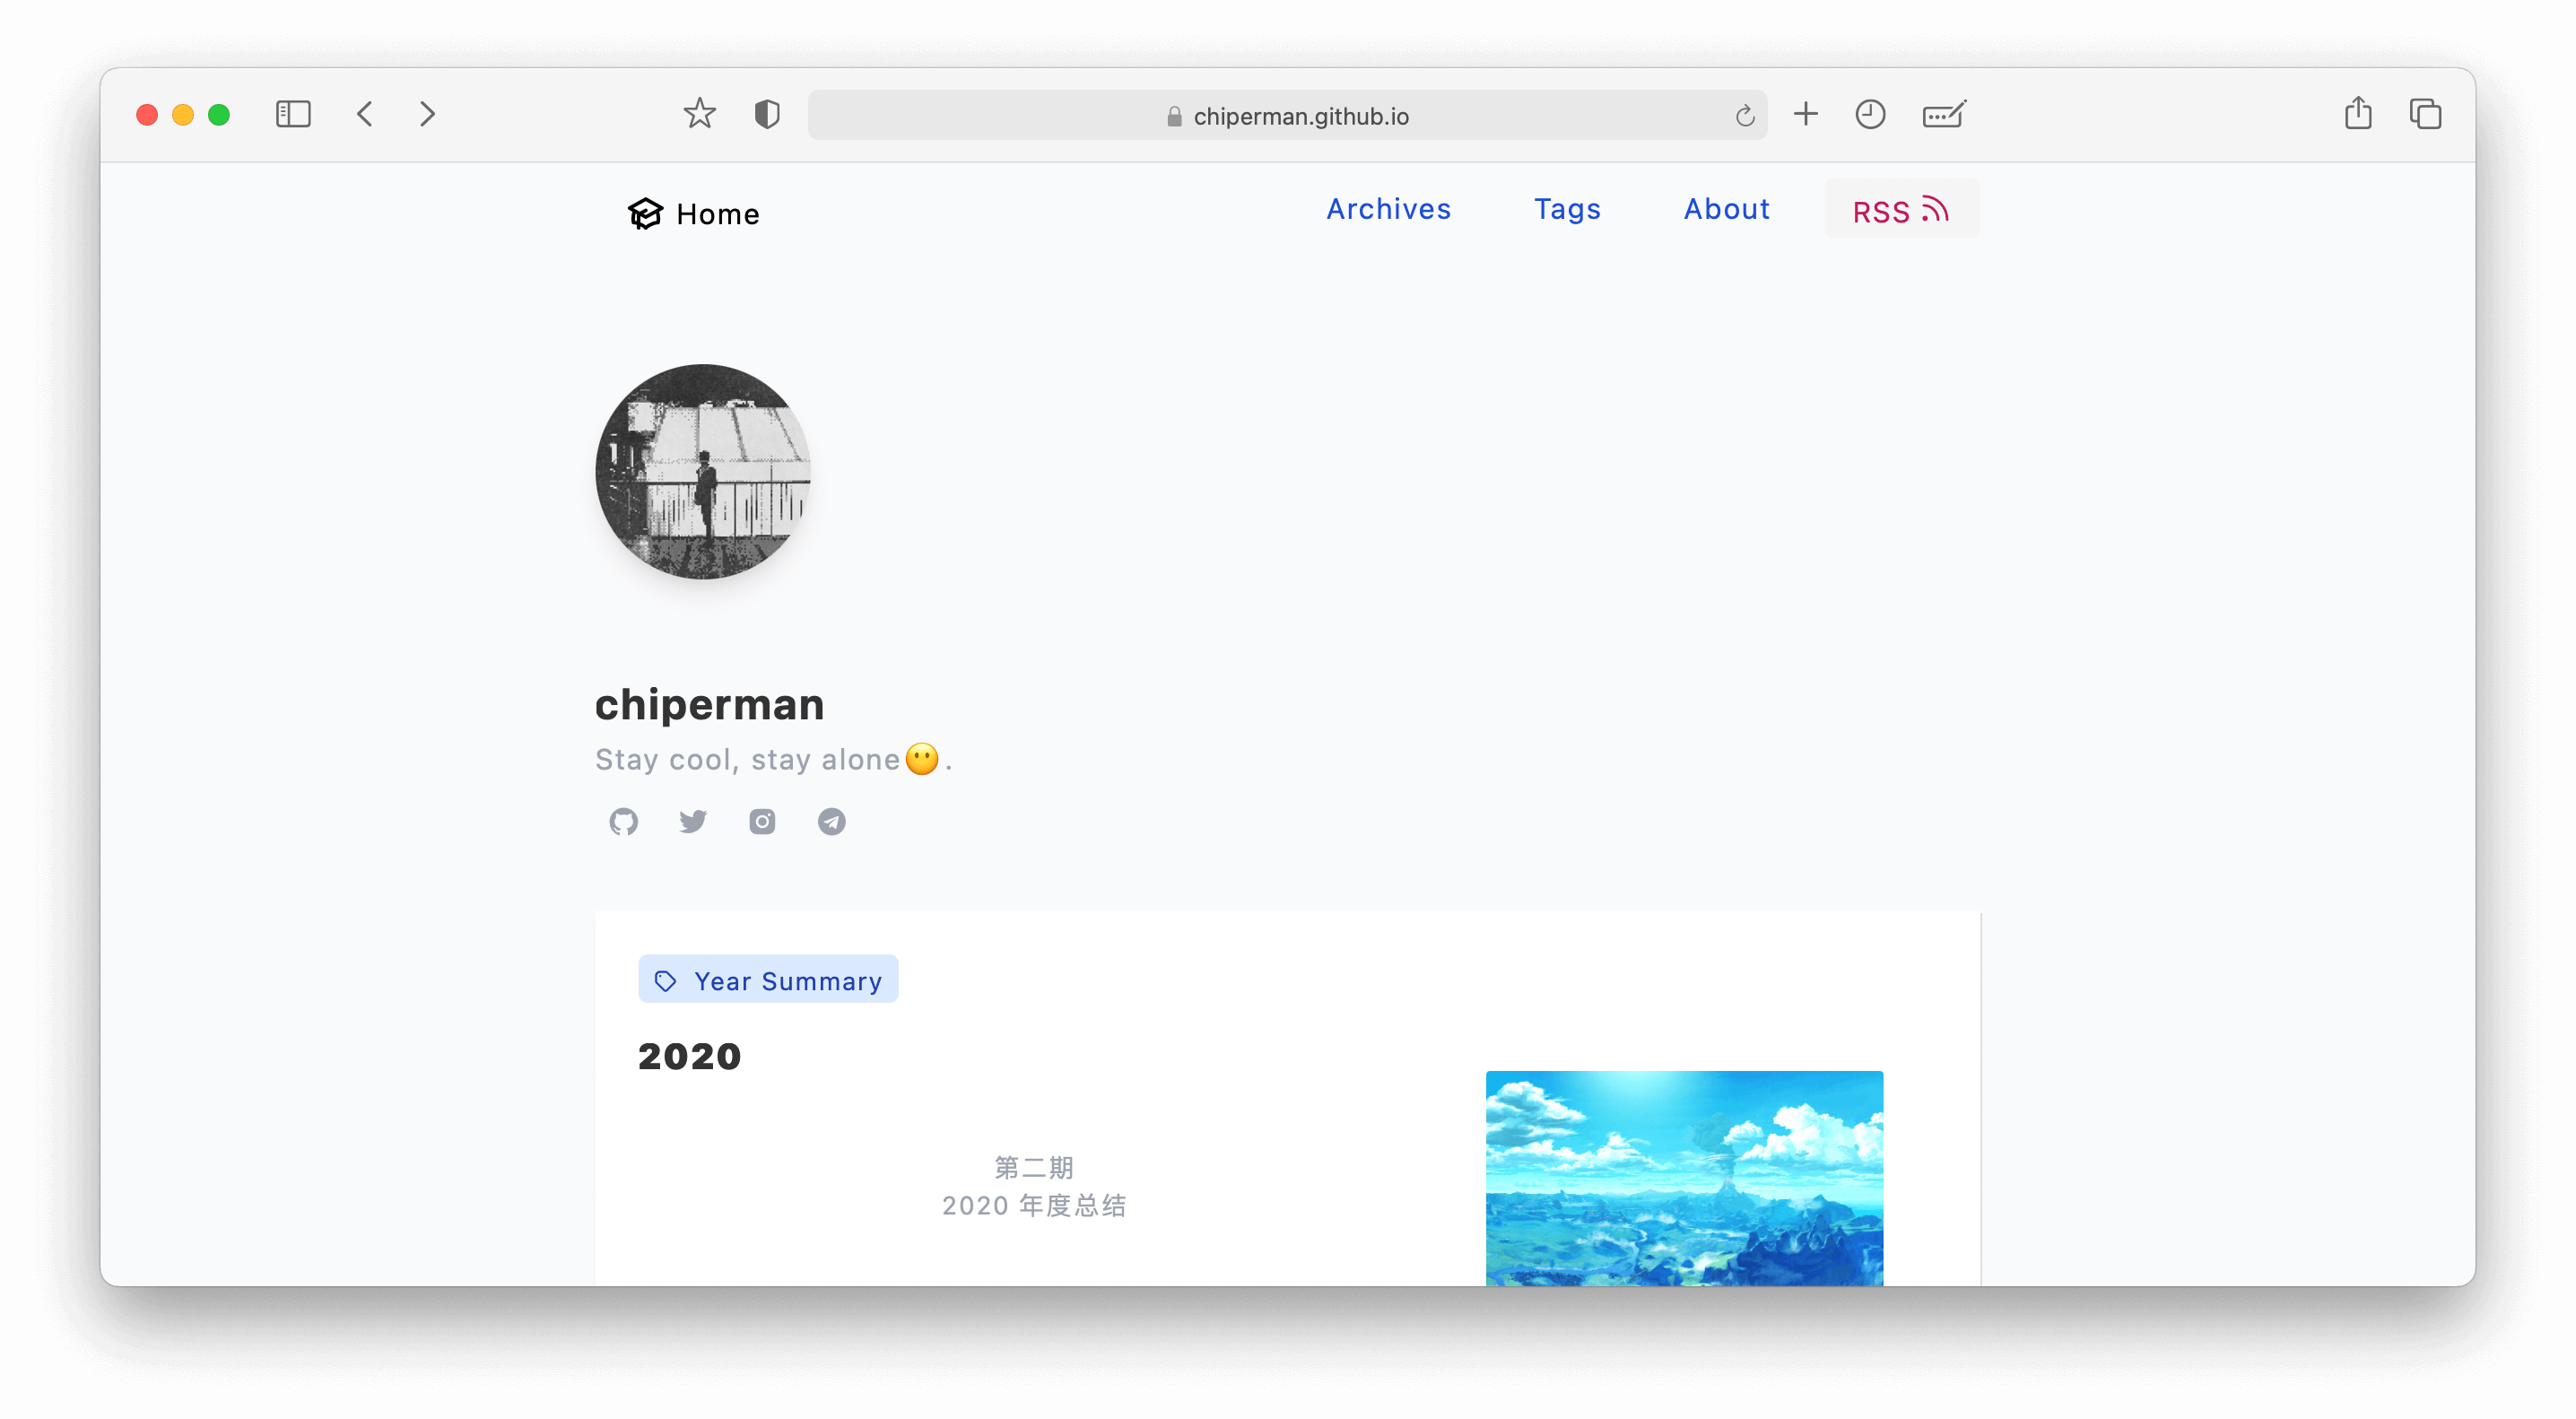 chiperman.github.io
Home
Archives
Tags
About
RSS
chiperman
Stay cool, stay alone😶.
Year Summary
2020
第二期
2020 年度总结